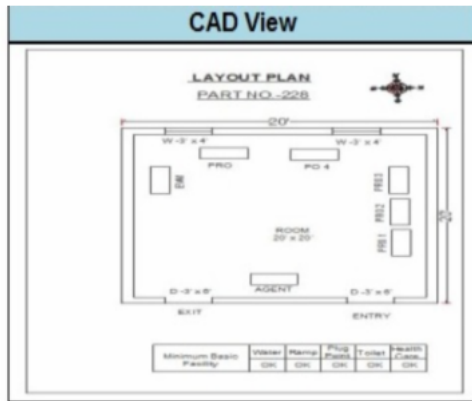 CAD View
LAYOUT PLAN
PART NO.-228
20'
W -3' x 4'
W -3' x 4'
PRO
PO 4
EVM
PRO3
PRO2
ROOM
20' x 20'
AGENT
D -3' x 6'
D -3' x 6'
EXIT
ENTRY
Minimum Basic Facility
Water
Ramp
Plug Point
Toilet
Health Care
OK
OK
OK
OK
OK